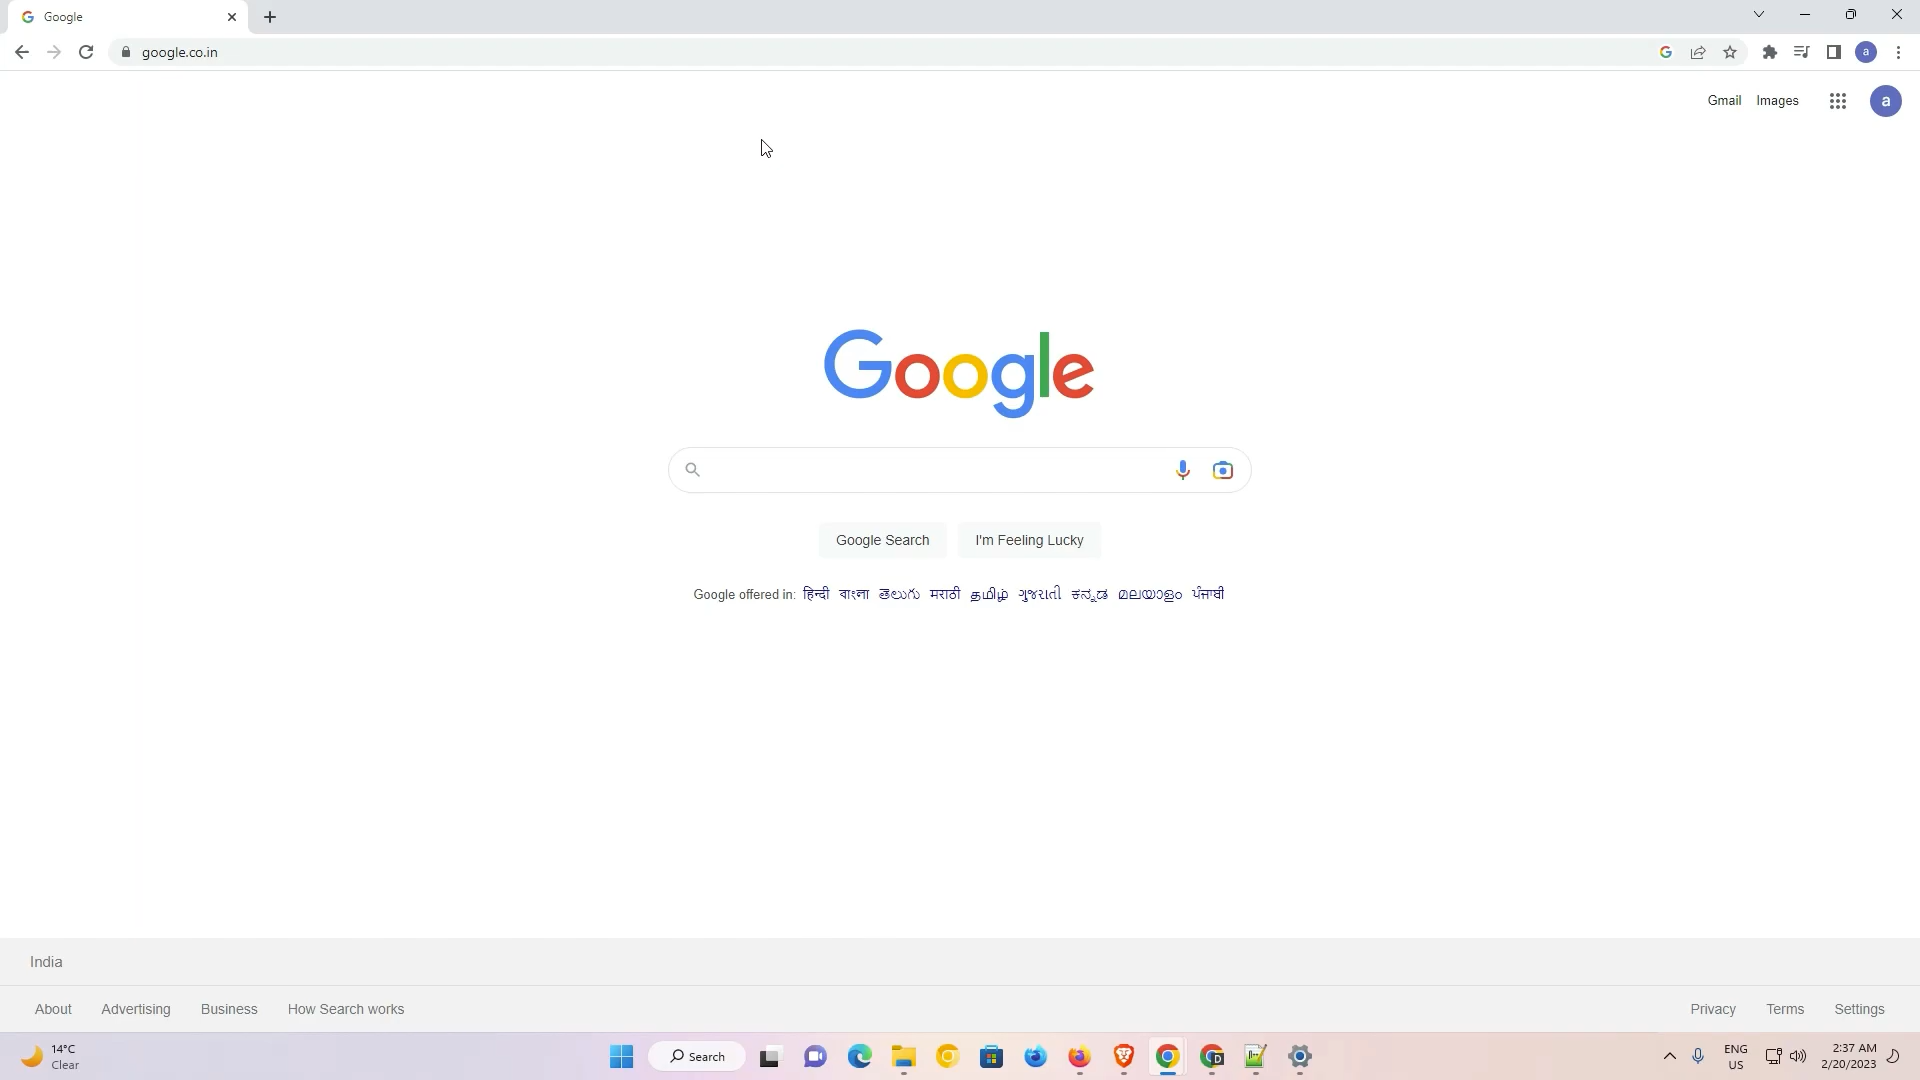 Google
google.co.in
a
Gmail Images
a
Google
Google Search I'm Feeling Lucky
Google offered in: हिन्दी বাংলা తెలుగు मराठी தமிழ் ગુજરાતી ಕನ್ನಡ മലയാളം ਪੰਜਾਬੀ
India
About Advertising Business How Search works
Privacy Terms Settings
14°C
Clear
Search
ENG
US
2:37 AM
2/20/2023